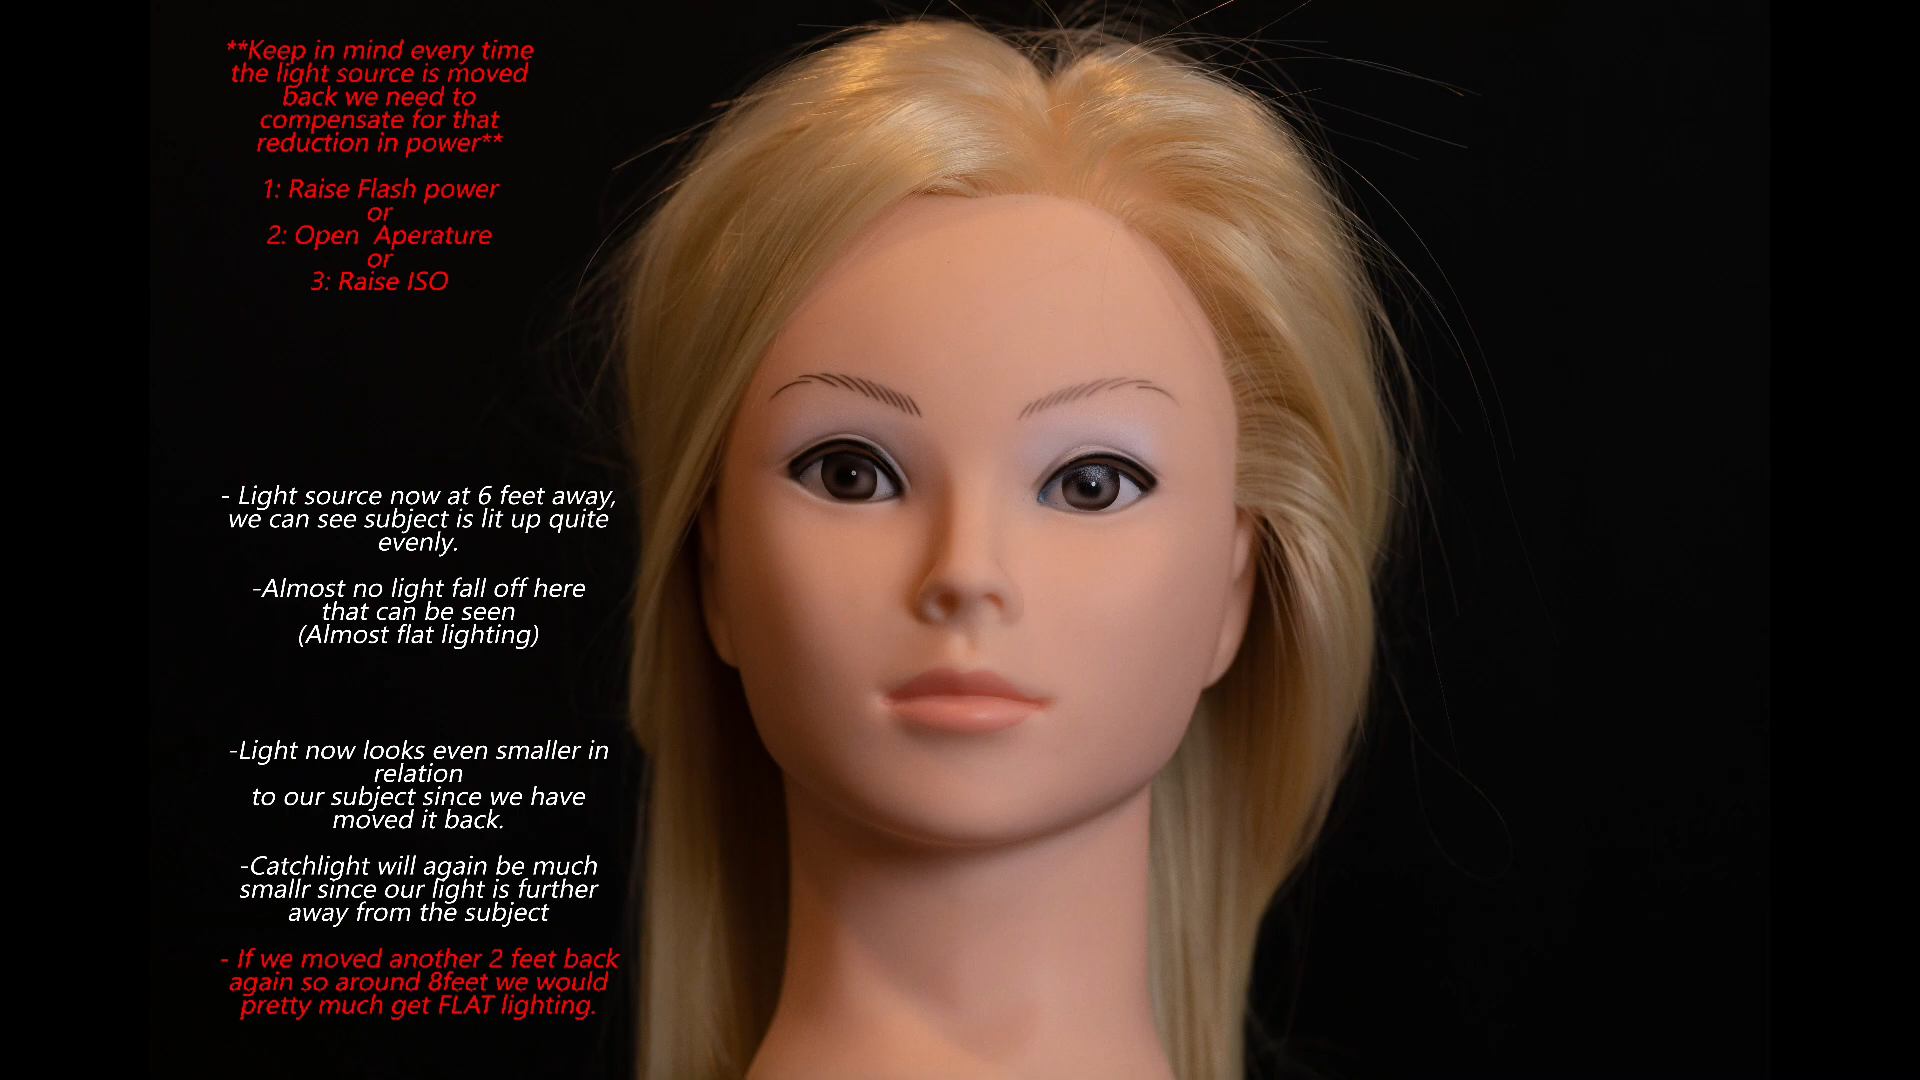 **Keep in mind every time
the light source is moved
back we need to
compensate for that
reduction in power**
1: Raise Flash power
or
2: Open  Aperature
or
3: Raise ISO
- Light source now at 6 feet away,
we can see subject is lit up quite
evenly.
-Almost no light fall off here
that can be seen
(Almost flat lighting)
-Light now looks even smaller in
relation
to our subject since we have
moved it back.
-Catchlight will again be much
smallr since our light is further
away from the subject
- If we moved another 2 feet back
again so around 8feet we would
pretty much get FLAT lighting.